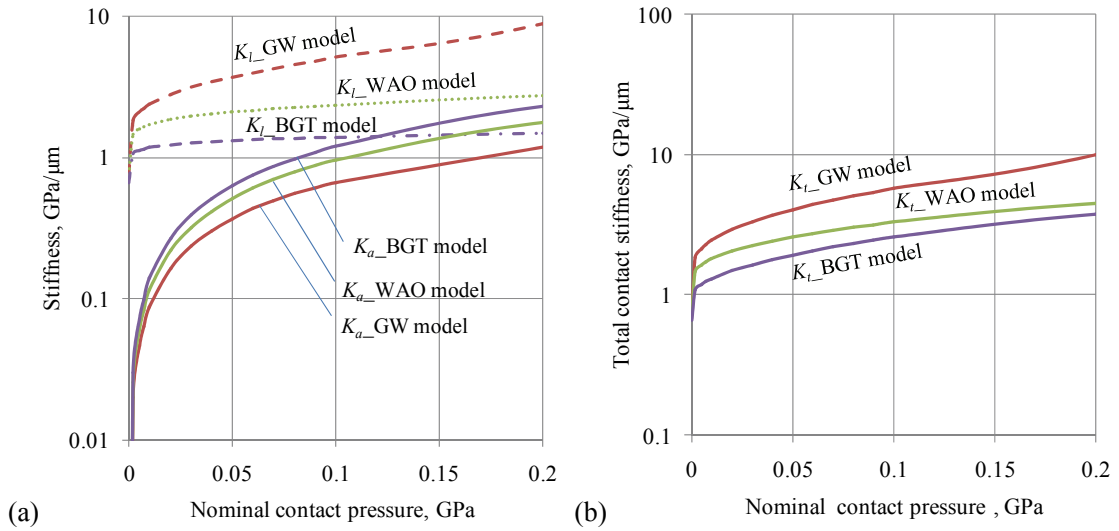 10
1
0.1
0.01
0
0.05
0.1
0.15
0.2
Stiffness, GPa/µm
Nominal contact pressure, GPa
K_l_GW model
K_l_WAO model
K_l_BGT model
K_a_BGT model
K_a_WAO model
K_a_GW model
(a)
100
10
1
0.1
0
0.05
0.1
0.15
0.2
Total contact stiffness, GPa/µm
Nominal contact pressure , GPa
K_t_GW model
K_t_WAO model
K_t_BGT model
(b)